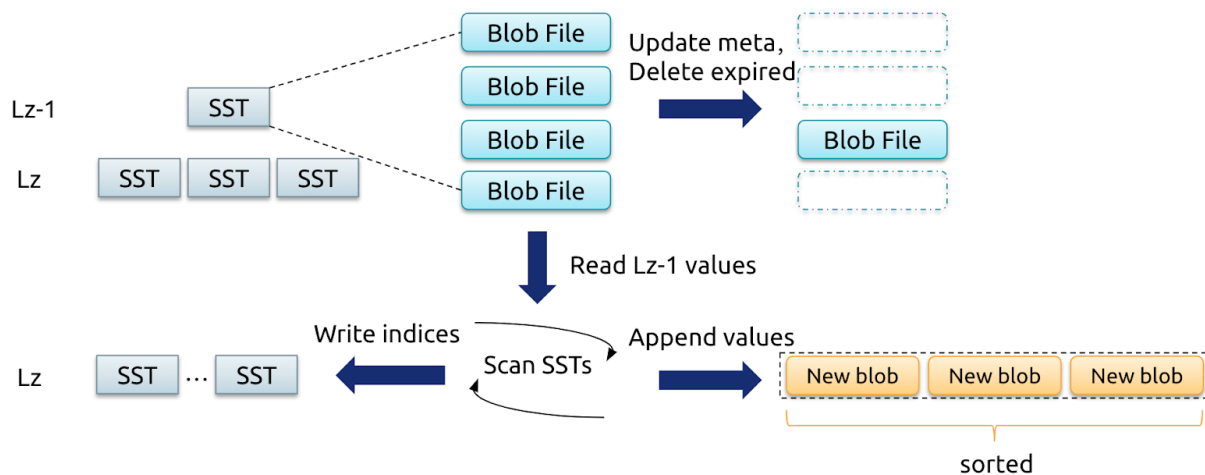 Blob File
Update meta,
Delete expired
Blob File
Lz-1
SST
Blob File
Blob File
Lz
SST SST SST
Blob File
Read Lz-1 values
Write indices
Append values
Scan SSTs
Lz
SST ... SST
New blob New blob New blob
sorted